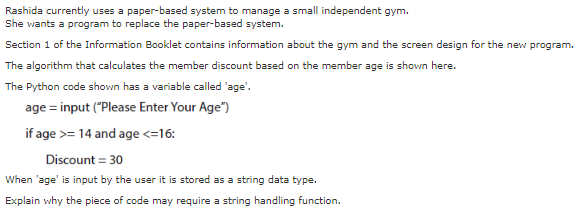 Rashida currently uses a paper-based system to manage a small independent gym.
She wants a program to replace the paper-based system.
Section 1 of the Information Booklet contains information about the gym and the screen design for the new program.
The algorithm that calculates the member discount based on the member age is shown here.
The Python code shown has a variable called 'age'.
age = input (“Please Enter Your Age”)
if age >= 14 and age <=16:
Discount = 30
When 'age' is input by the user it is stored as a string data type.
Explain why the piece of code may require a string handling function.